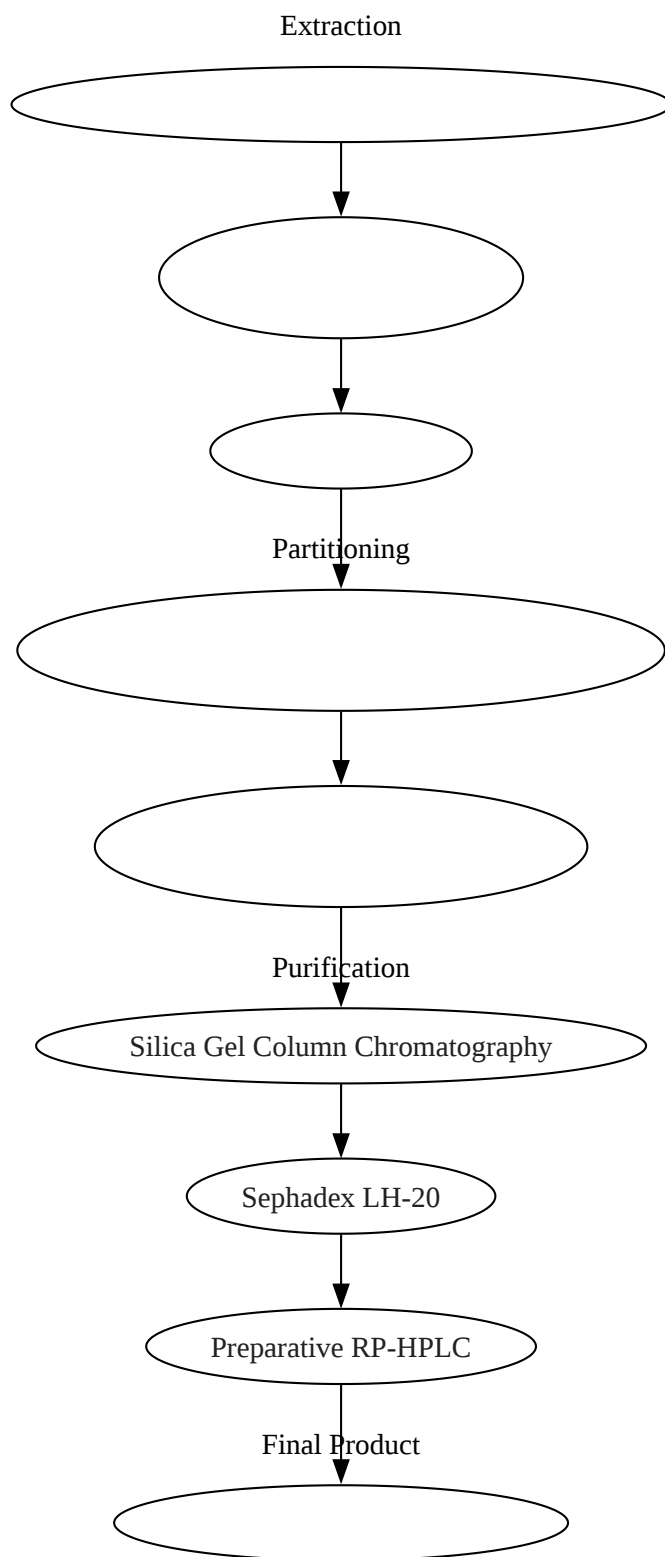 Extraction
Partitioning
Purification
Silica Gel Column Chromatography
Sephadex LH-20
Preparative RP-HPLC
Final Product